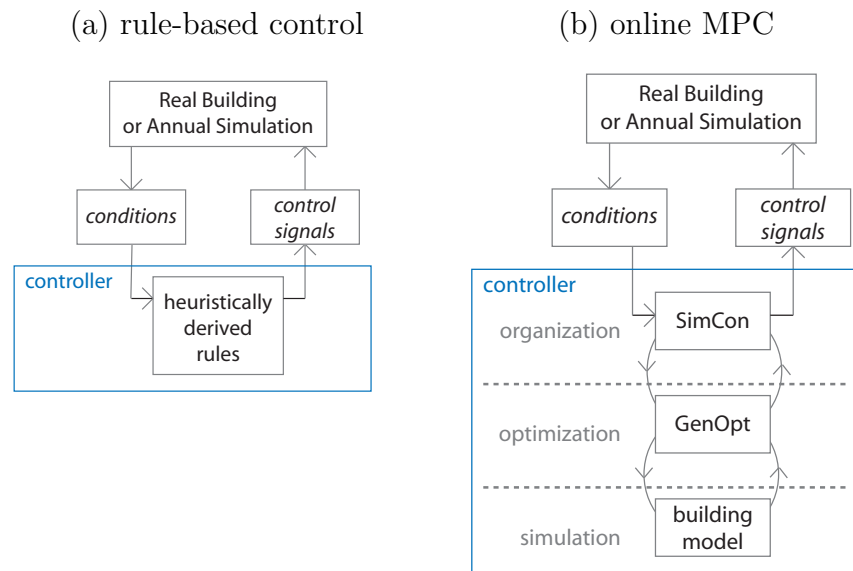 (a) rule-based control
Real Building
or Annual Simulation
conditions
control
signals
controller
heuristically
derived
rules
(b) online MPC
Real Building
or Annual Simulation
conditions
control
signals
controller
SimCon
organization
GenOpt
optimization
building
model
simulation